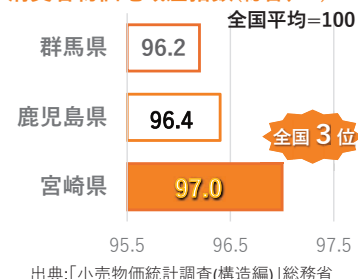 全国平均=100
群馬県 96.2
鹿児島県 96.4
全国 3 位
宮崎県 97.0
95.5 96.5 97.5
出典:「小売物価統計調査(構造編)」総務省